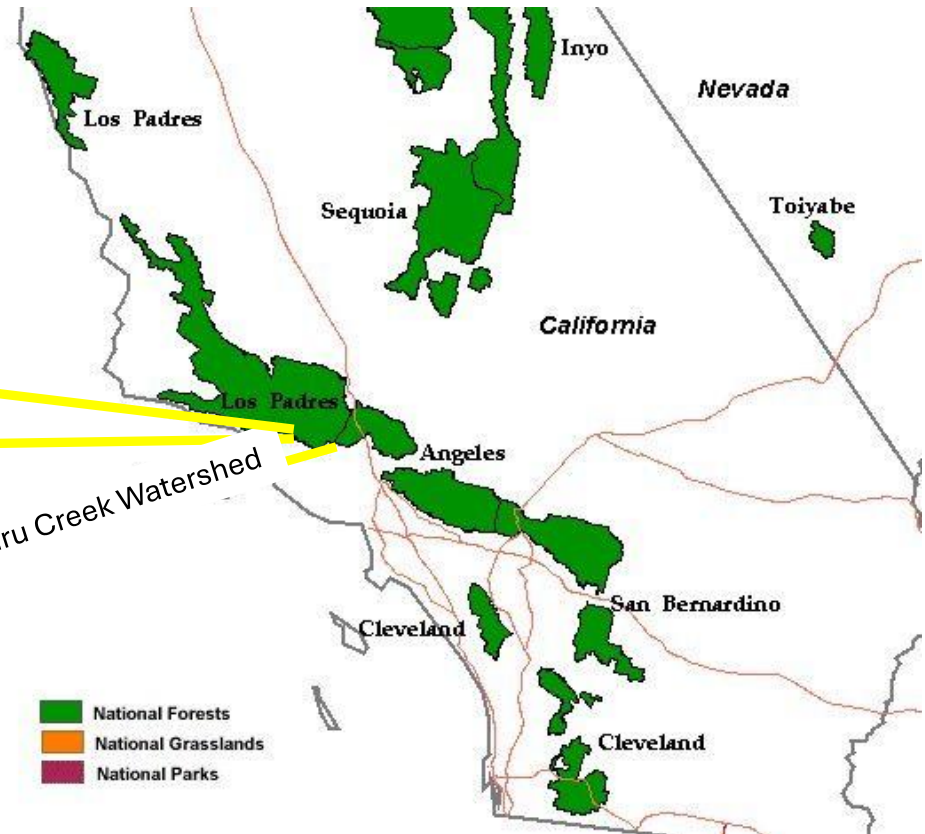 Inyo
Nevada
Los Padres
Toiyabe
Sequoia
California
Los Padres
Angeles
Creek Watershed
San Bernardino
Cleveland
National Forests
Cleveland
National Grasslands
National Parks